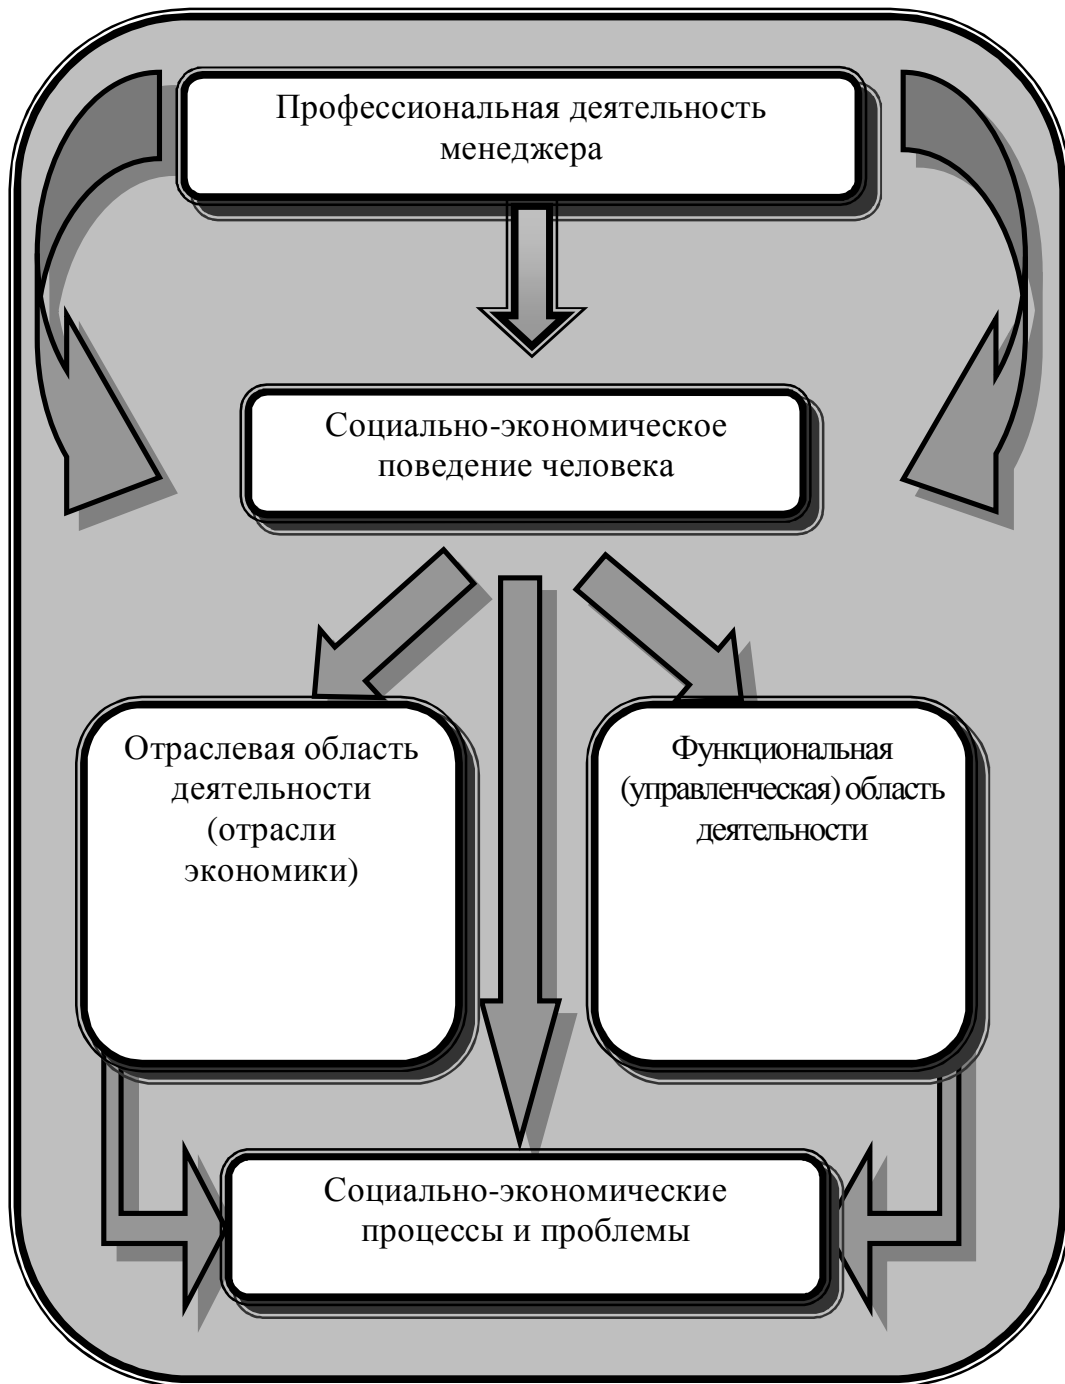 Профессиональная деятельность
менеджера
Социально-экономическое
поведение человека
Отраслевая область
деятельности
(отрасли
экономики)
Функциональная
(управленческая) область
деятельности
Социально-экономические
процессы и проблемы